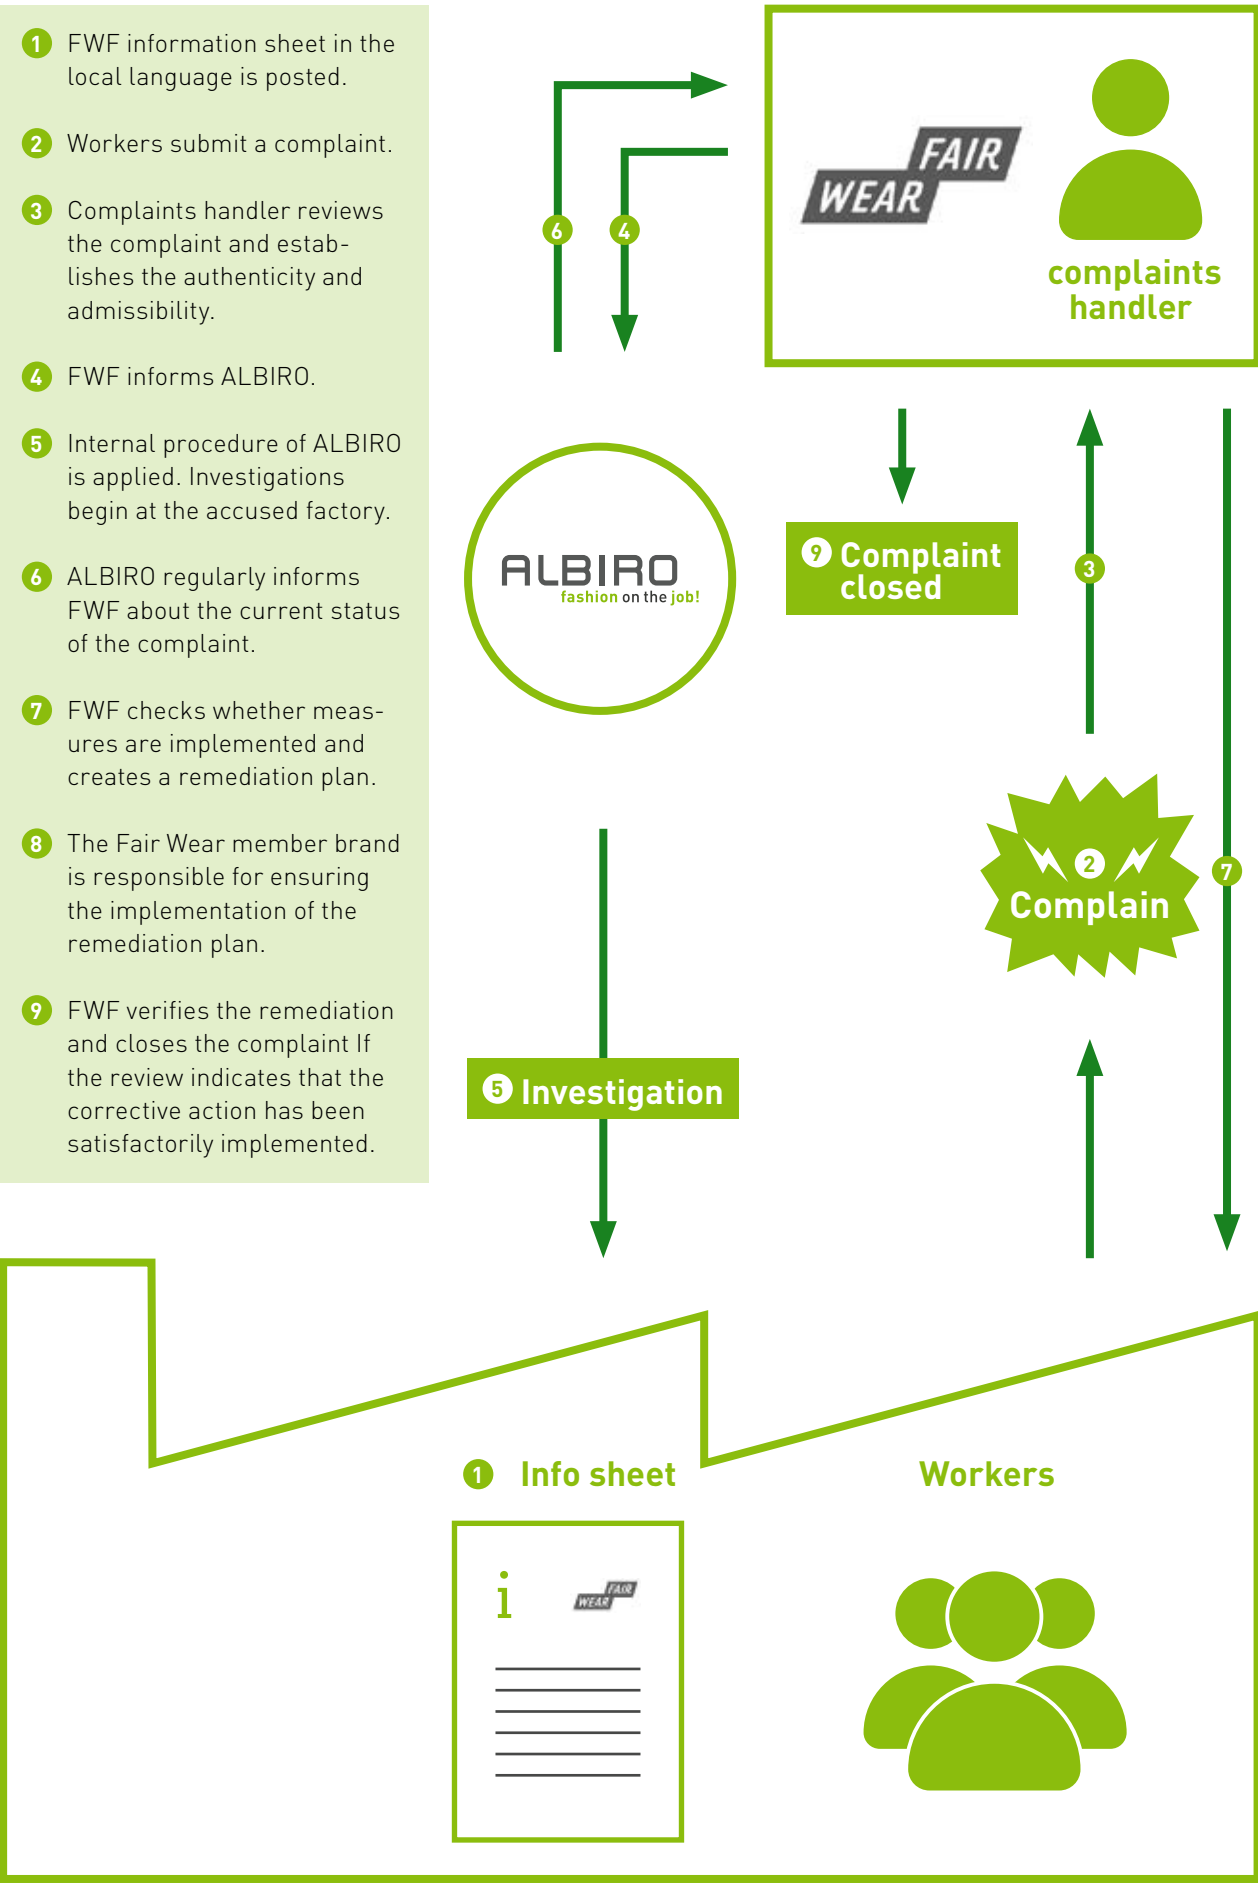 1 FWF information sheet in the
local language is posted.
2 Workers submit a complaint.
3 Complaints handler reviews
the complaint and estab-
lishes the authenticity and
admissibility.
4 FWF informs ALBIRO.
5 Internal procedure of ALBIRO
is applied. Investigations
begin at the accused factory.
6 ALBIRO regularly informs
FWF about the current status
of the complaint.
7 FWF checks whether meas-
ures are implemented and
creates a remediation plan.
8 The Fair Wear member brand
is responsible for ensuring
the implementation of the
remediation plan.
9 FWF verifies the remediation
and closes the complaint If
the review indicates that the
corrective action has been
satisfactorily implemented.
FAIR
WEAR
complaints
handler
6
4
ALBIRO
fashion on the job!
9 Complaint
closed
3
2
Complain
7
5 Investigation
1 Info sheet
i
FAIR
WEAR
Workers